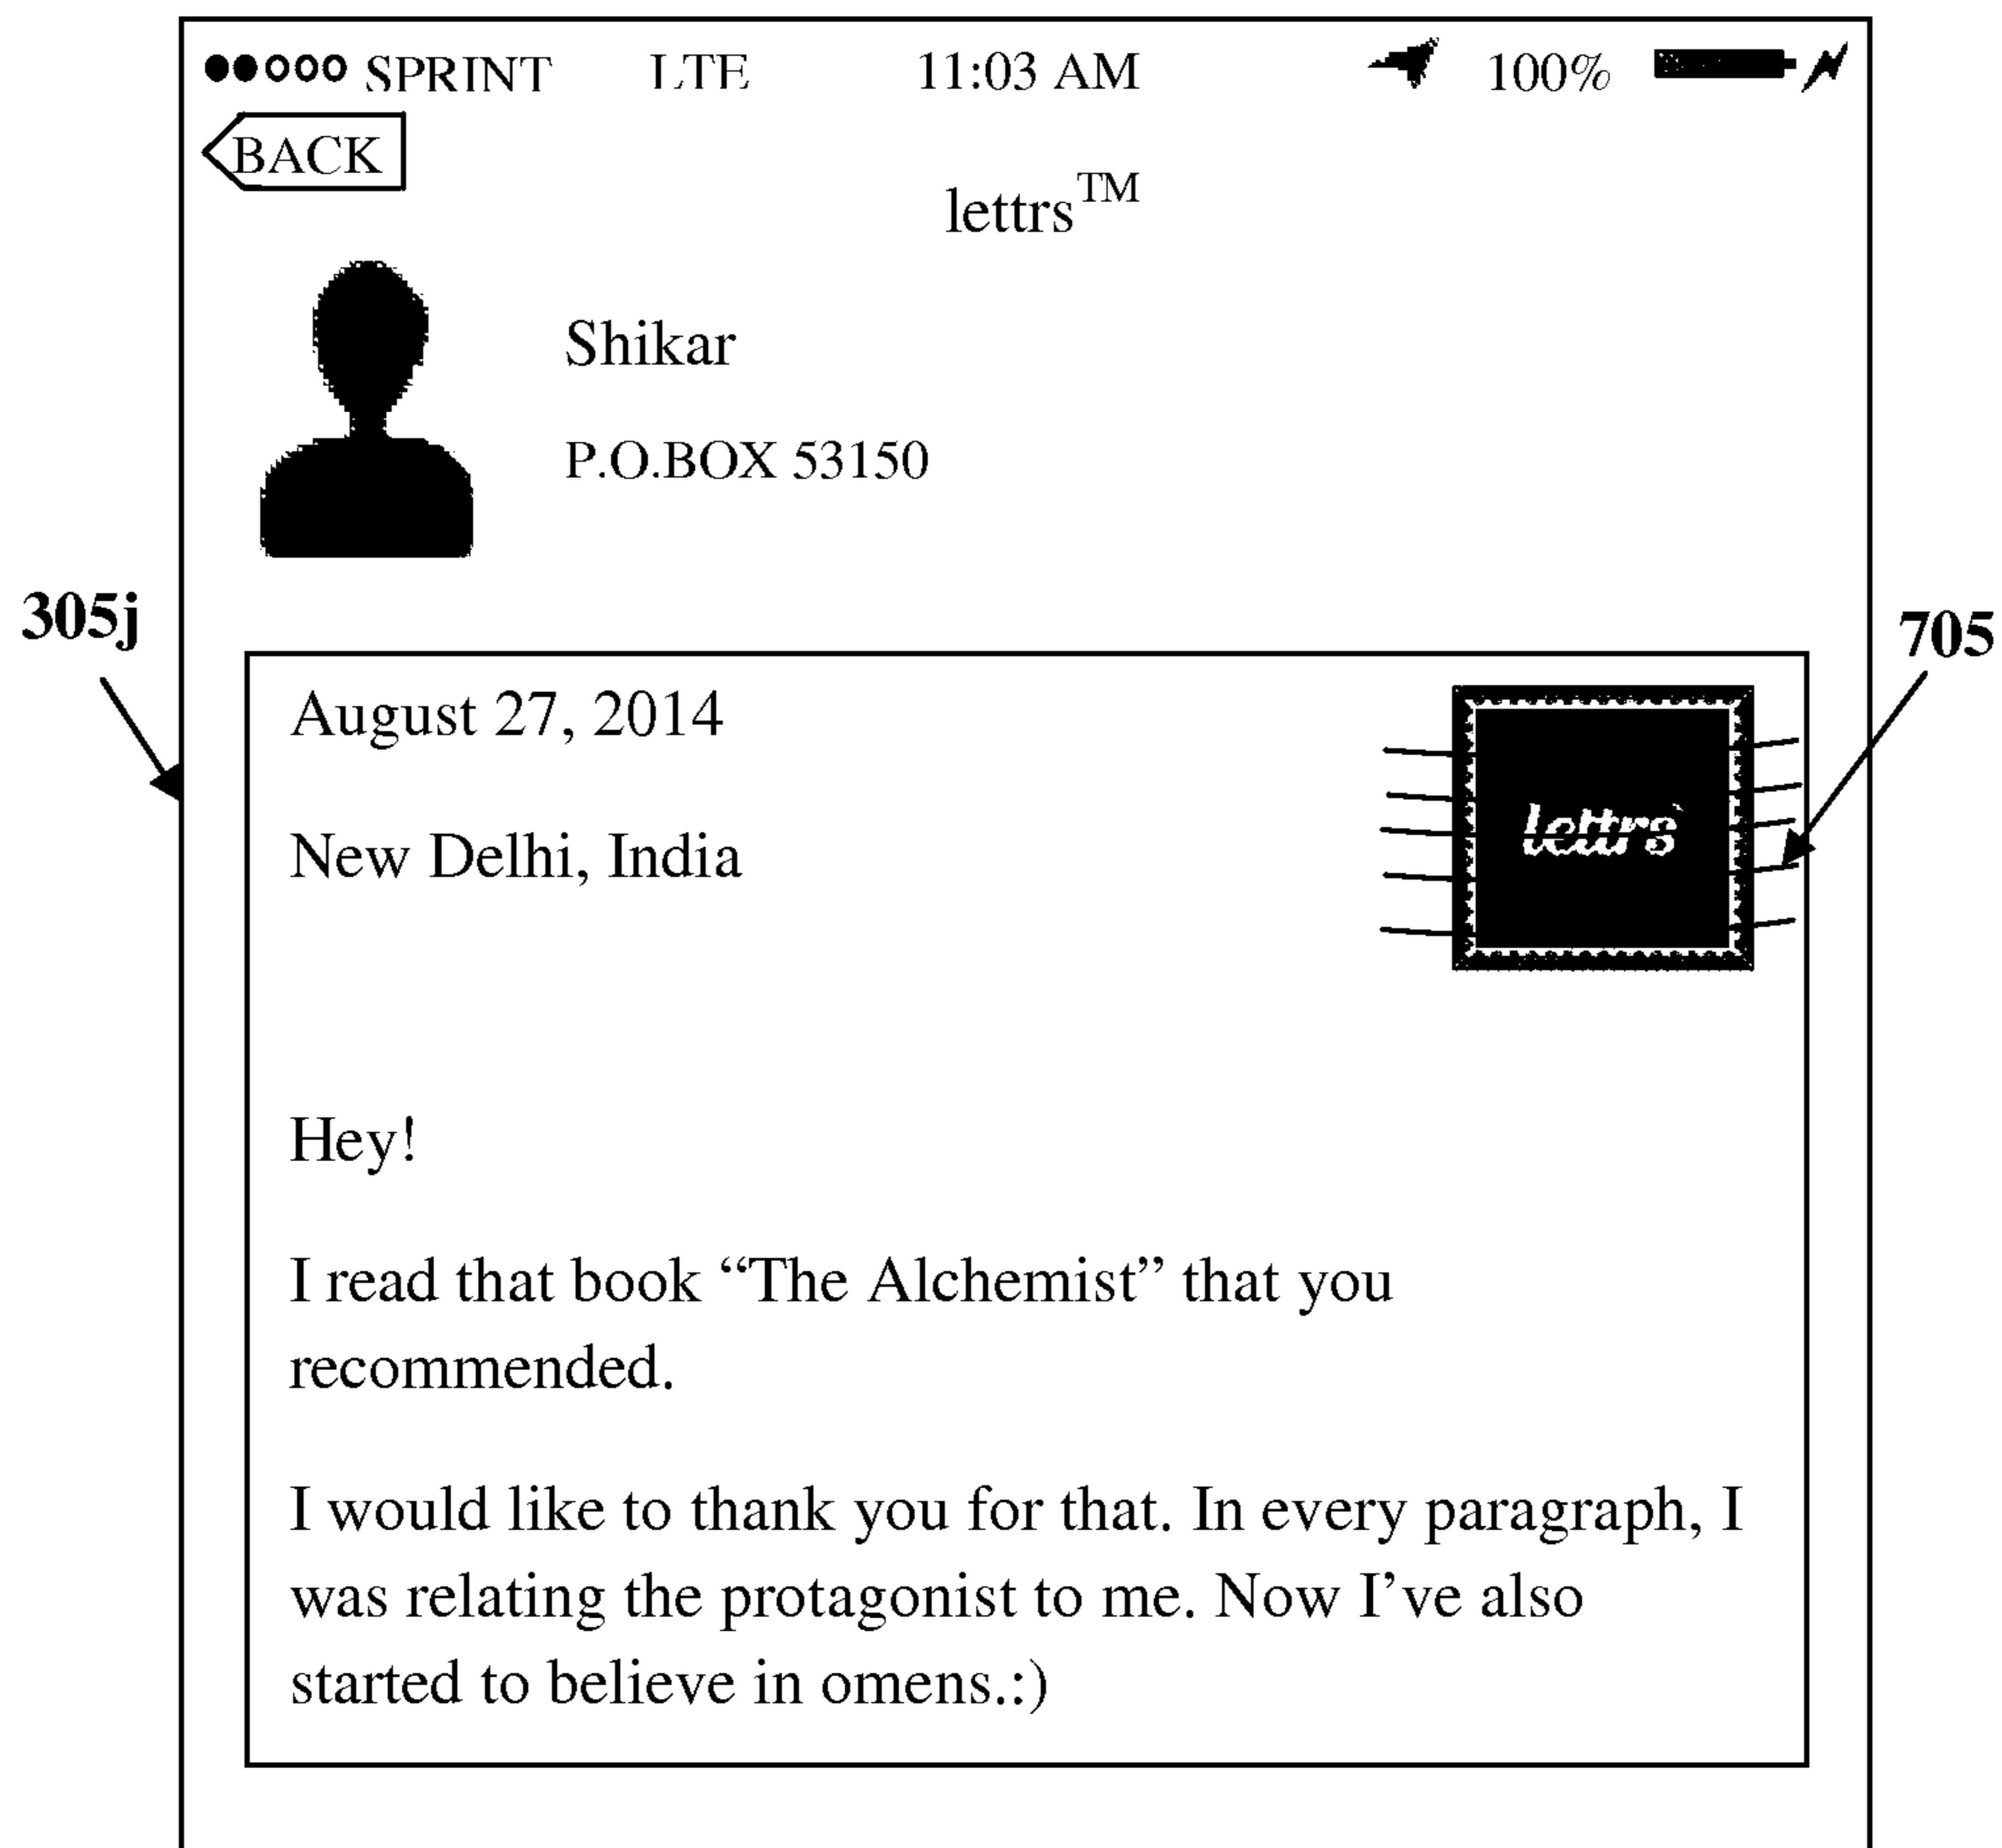 SPRINT LTE 11:03 AM 100%
BACK
lettrs™
Shikar
P.O.BOX 53150
305j
705
August 27, 2014
lettrs
New Delhi, India
Hey!
I read that book “The Alchemist” that you
recommended.
I would like to thank you for that. In every paragraph, I
was relating the protagonist to me. Now I’ve also
started to believe in omens.:)